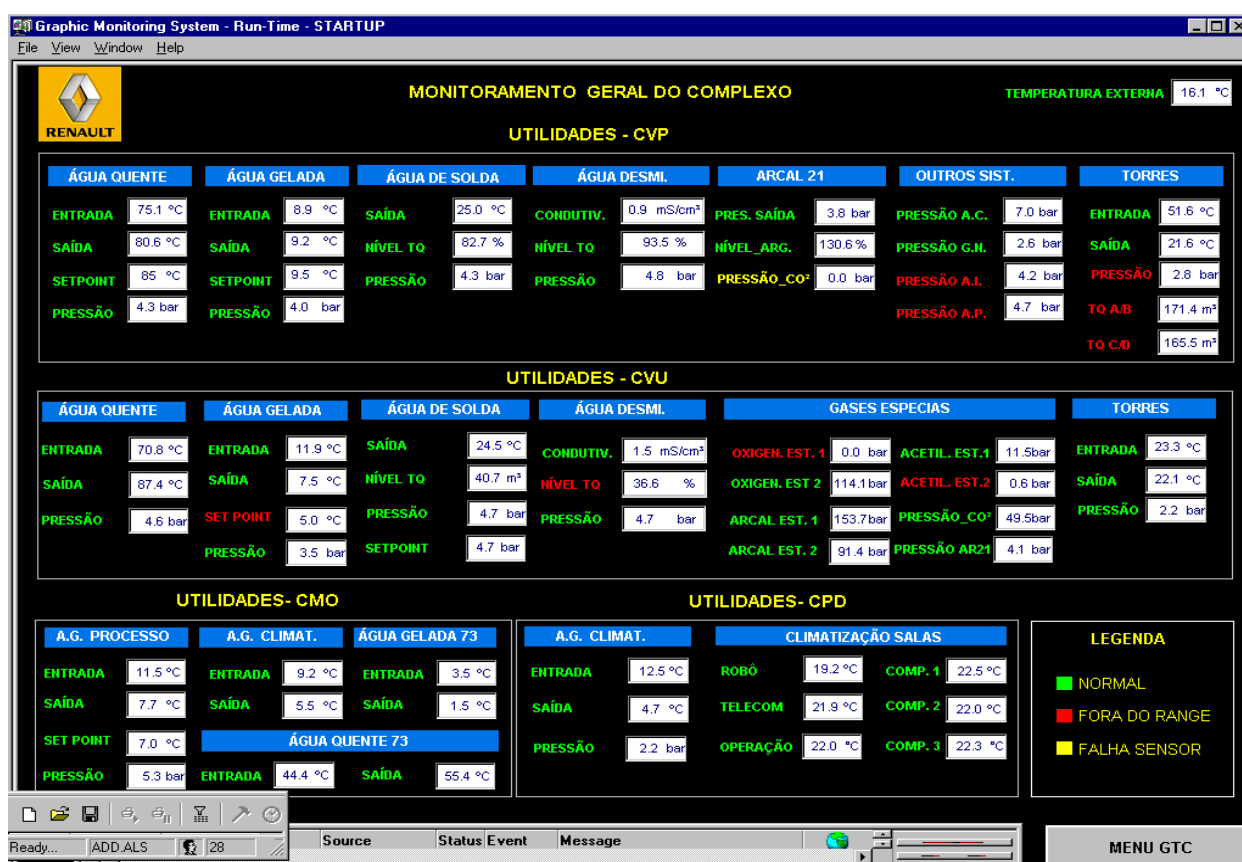 Graphic Monitoring System - Run-Time - STARTUP
File View Window Help
RENAULT
MONITORAMENTO GERAL DO COMPLEXO
TEMPERATURA EXTERNA 16.1 °C
UTILIDADES - CVP
ÁGUA QUENTE ÁGUA GELADA ÁGUA DE SOLDA ÁGUA DESMI. ARCAL 21 OUTROS SIST. TORRES
ENTRADA 75.1 °C ENTRADA 8.9 °C SAÍDA 25.0 °C CONDUTIV. 0.9 mS/cm³ PRES. SAÍDA 3.8 bar PRESSÃO A.C. 7.0 bar ENTRADA 51.6 °C
SAÍDA 80.6 °C SAÍDA 9.2 °C NÍVEL TQ 82.7 % NÍVEL TQ 93.5 % NÍVEL_ARG. 130.6 % PRESSÃO G.N. 2.6 bar SAÍDA 21.6 °C
SETPOINT 85 °C SETPOINT 9.5 °C PRESSÃO 4.3 bar PRESSÃO 4.8 bar PRESSÃO_CO² 0.0 bar PRESSÃO A.I. 4.2 bar PRESSÃO 2.8 bar
PRESSÃO 4.3 bar PRESSÃO 4.0 bar PRESSÃO A.P. 4.7 bar TQ A/B 171.4 m³
TQ C/D 165.5 m³
UTILIDADES - CVU
ÁGUA QUENTE ÁGUA GELADA ÁGUA DE SOLDA ÁGUA DESMI. GASES ESPECIAS TORRES
ENTRADA 70.8 °C ENTRADA 11.9 °C SAÍDA 24.5 °C CONDUTIV. 1.5 mS/cm³ OXIGEN. EST. 1 0.0 bar ACETIL. EST.1 11.5bar ENTRADA 23.3 °C
SAÍDA 87.4 °C SAÍDA 7.5 °C NÍVEL TQ 40.7 m³ NÍVEL TQ 36.6 % OXIGEN. EST 2 114.1 bar ACETIL. EST.2 0.6 bar SAÍDA 22.1 °C
PRESSÃO 4.6 bar SET POINT 5.0 °C PRESSÃO 4.7 bar PRESSÃO 4.7 bar ARCAL EST. 1 153.7bar PRESSÃO_CO² 49.5bar PRESSÃO 2.2 bar
PRESSÃO 3.5 bar SETPOINT 4.7 bar ARCAL EST. 2 91.4 bar PRESSÃO AR21 4.1 bar
UTILIDADES- CMO UTILIDADES- CPD
A.G. PROCESSO A.G. CLIMAT. ÁGUA GELADA 73 A.G. CLIMAT. CLIMATIZAÇÃO SALAS LEGENDA
ENTRADA 11.5 °C ENTRADA 9.2 °C ENTRADA 3.5 °C ENTRADA 12.5 °C ROBÔ 19.2 °C COMP. 1 22.5 °C NORMAL
SAÍDA 7.7 °C SAÍDA 5.5 °C SAÍDA 1.5 °C SAÍDA 4.7 °C TELECOM 21.9 °C COMP. 2 22.0 °C FORA DO RANGE
SET POINT 7.0 °C ÁGUA QUENTE 73 PRESSÃO 2.2 bar OPERAÇÃO 22.0 °C COMP. 3 22.3 °C FALHA SENSOR
PRESSÃO 5.3 bar ENTRADA 44.4 °C SAÍDA 55.4 °C
Source Status Event Message
Ready... ADD.ALS 28
MENU GTC